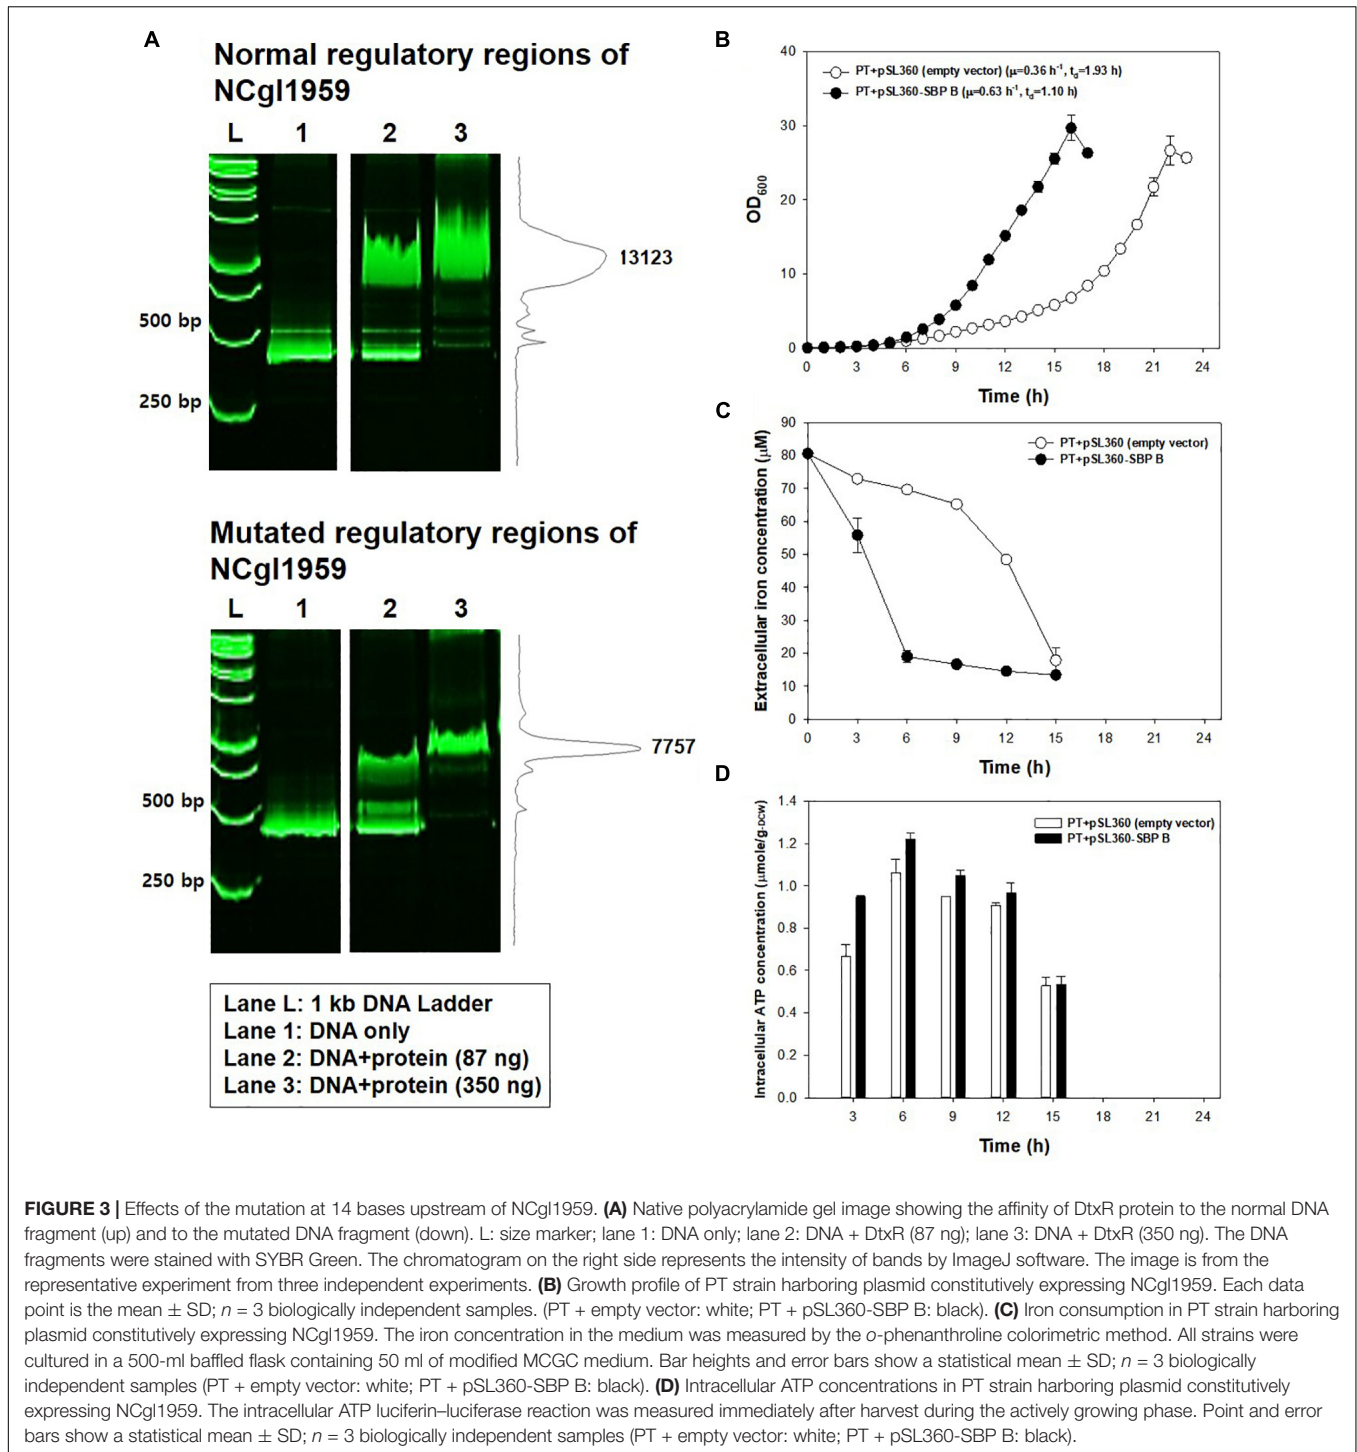 A
Normal regulatory regions of
NCgl1959
L 1 2 3
500 bp
250 bp
13123
Mutated regulatory regions of
NCgl1959
L 1 2 3
500 bp
250 bp
7757
Lane L: 1 kb DNA Ladder
Lane 1: DNA only
Lane 2: DNA+protein (87 ng)
Lane 3: DNA+protein (350 ng)
B
PT+pSL360 (empty vector) (μ=0.36 h⁻¹, td=1.93 h)
PT+pSL360-SBP B (μ=0.63 h⁻¹, td=1.10 h)
40
30
20
10
0
OD600
0 3 6 9 12 15 18 21 24
Time (h)
C
PT+pSL360 (empty vector)
PT+pSL360-SBP B
90
80
70
60
50
40
30
20
10
0
Extracellular iron concentration (μM)
0 3 6 9 12 15 18 21 24
Time (h)
D
PT+pSL360 (empty vector)
PT+pSL360-SBP B
1.4
1.2
1.0
0.8
0.6
0.4
0.2
0.0
Intracellular ATP concentration (μmole/g-DCW)
3 6 9 12 15 18 21 24
Time (h)
FIGURE 3 | Effects of the mutation at 14 bases upstream of NCgl1959. (A) Native polyacrylamide gel image showing the affinity of DtxR protein to the normal DNA
fragment (up) and to the mutated DNA fragment (down). L: size marker; lane 1: DNA only; lane 2: DNA + DtxR (87 ng); lane 3: DNA + DtxR (350 ng). The DNA
fragments were stained with SYBR Green. The chromatogram on the right side represents the intensity of bands by ImageJ software. The image is from the
representative experiment from three independent experiments. (B) Growth profile of PT strain harboring plasmid constitutively expressing NCgl1959. Each data
point is the mean ± SD; n = 3 biologically independent samples. (PT + empty vector: white; PT + pSL360-SBP B: black). (C) Iron consumption in PT strain harboring
plasmid constitutively expressing NCgl1959. The iron concentration in the medium was measured by the o-phenanthroline colorimetric method. All strains were
cultured in a 500-ml baffled flask containing 50 ml of modified MCGC medium. Bar heights and error bars show a statistical mean ± SD; n = 3 biologically
independent samples (PT + empty vector: white; PT + pSL360-SBP B: black). (D) Intracellular ATP concentrations in PT strain harboring plasmid constitutively
expressing NCgl1959. The intracellular ATP luciferin–luciferase reaction was measured immediately after harvest during the actively growing phase. Point and error
bars show a statistical mean ± SD; n = 3 biologically independent samples (PT + empty vector: white; PT + pSL360-SBP B: black).